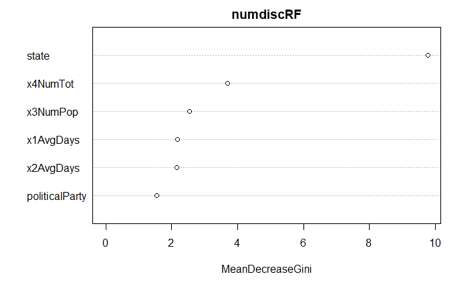 numdiscRF
state
x4NumTot
x3NumPop
x1AvgDays
x2AvgDays
politicalParty
0 2 4 6 8 10
MeanDecreaseGini